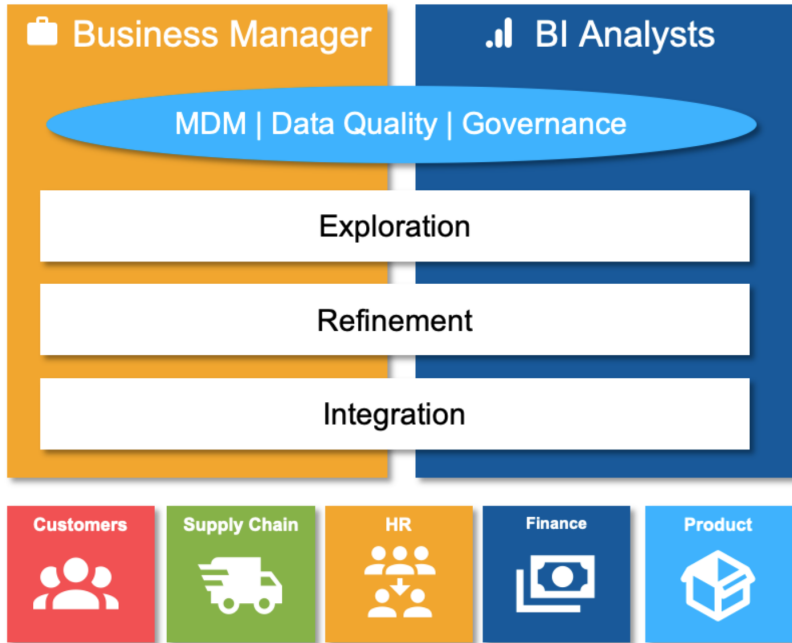 Business Manager
BI Analysts
MDM | Data Quality | Governance
Exploration
Refinement
Integration
Customers
Supply Chain
HR
Finance
Product